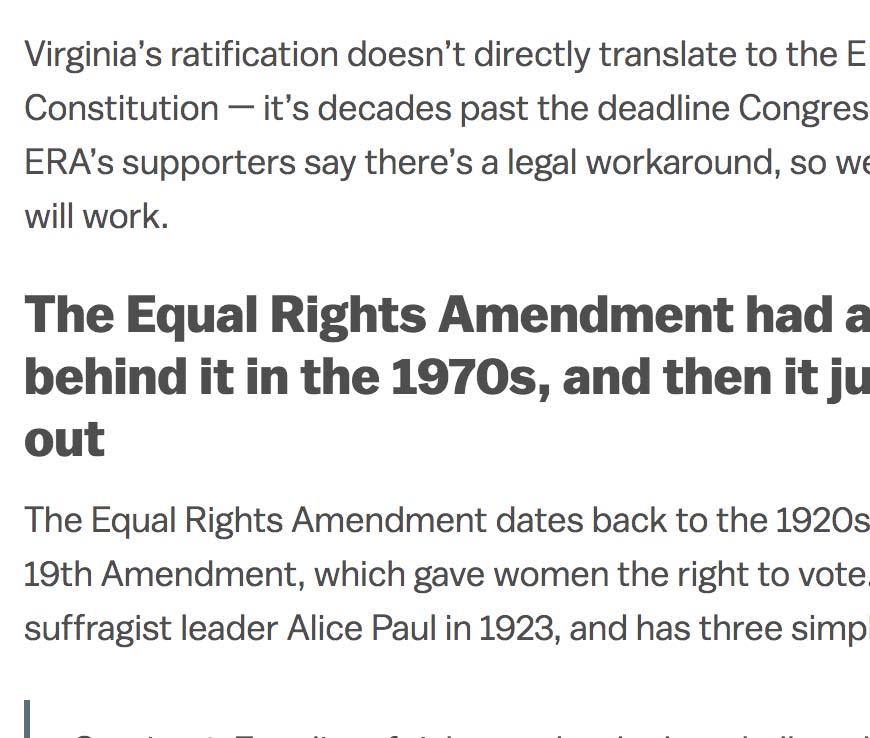 Virginia’s ratification doesn’t directly translate to the E
Constitution — it’s decades past the deadline Congres
ERA’s supporters say there’s a legal workaround, so we
will work.
The Equal Rights Amendment had a
behind it in the 1970s, and then it ju
out
The Equal Rights Amendment dates back to the 1920s
19th Amendment, which gave women the right to vote.
suffragist leader Alice Paul in 1923, and has three simpl